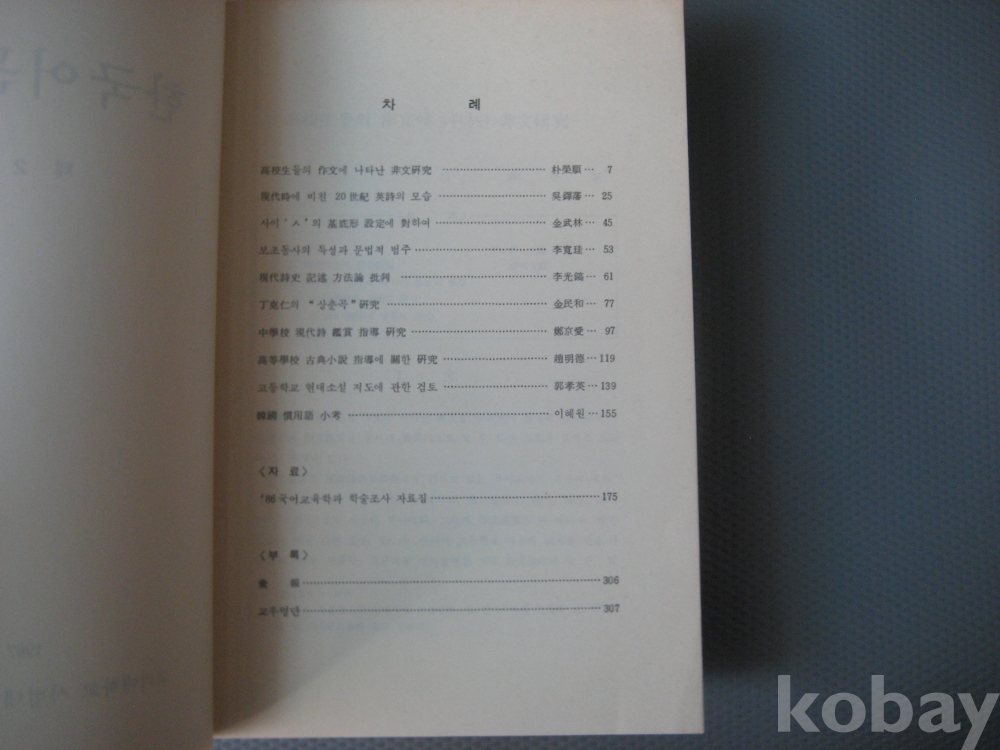 차 례
高校生들의 作文에 나타난 非文硏究 ⋯ 朴榮順 ⋯ 7
現代時에 비친 20世紀 英詩의 모습 ⋯ 吳鐸藩 ⋯ 25
사이 'ㅅ'의 基底形 設定에 對하여 ⋯ 金武林 ⋯ 45
보조동사의 특성과 문법적 범주 ⋯ 李寬珪 ⋯ 53
現代詩史 記述 方法論 批判 ⋯ 李光鎬 ⋯ 61
丁克仁의 "상춘곡" 硏究 ⋯ 金民和 ⋯ 77
中學校 現代詩 鑑賞 指導 硏究 ⋯ 鄭京愛 ⋯ 97
高等學校 古典小說 指導에 關한 硏究 ⋯ 趙明德 ⋯ 119
고등학교 현대소설 지도에 관한 검토 ⋯ 郭孝英 ⋯ 139
韓國 慣用語 小考 ⋯ 이혜원 ⋯ 155
〈자 료〉
'86국어교육학과 학술조사 자료집 ⋯ 175
〈부 록〉
彙 報 ⋯ 306
교우명단 ⋯ 307
kobay